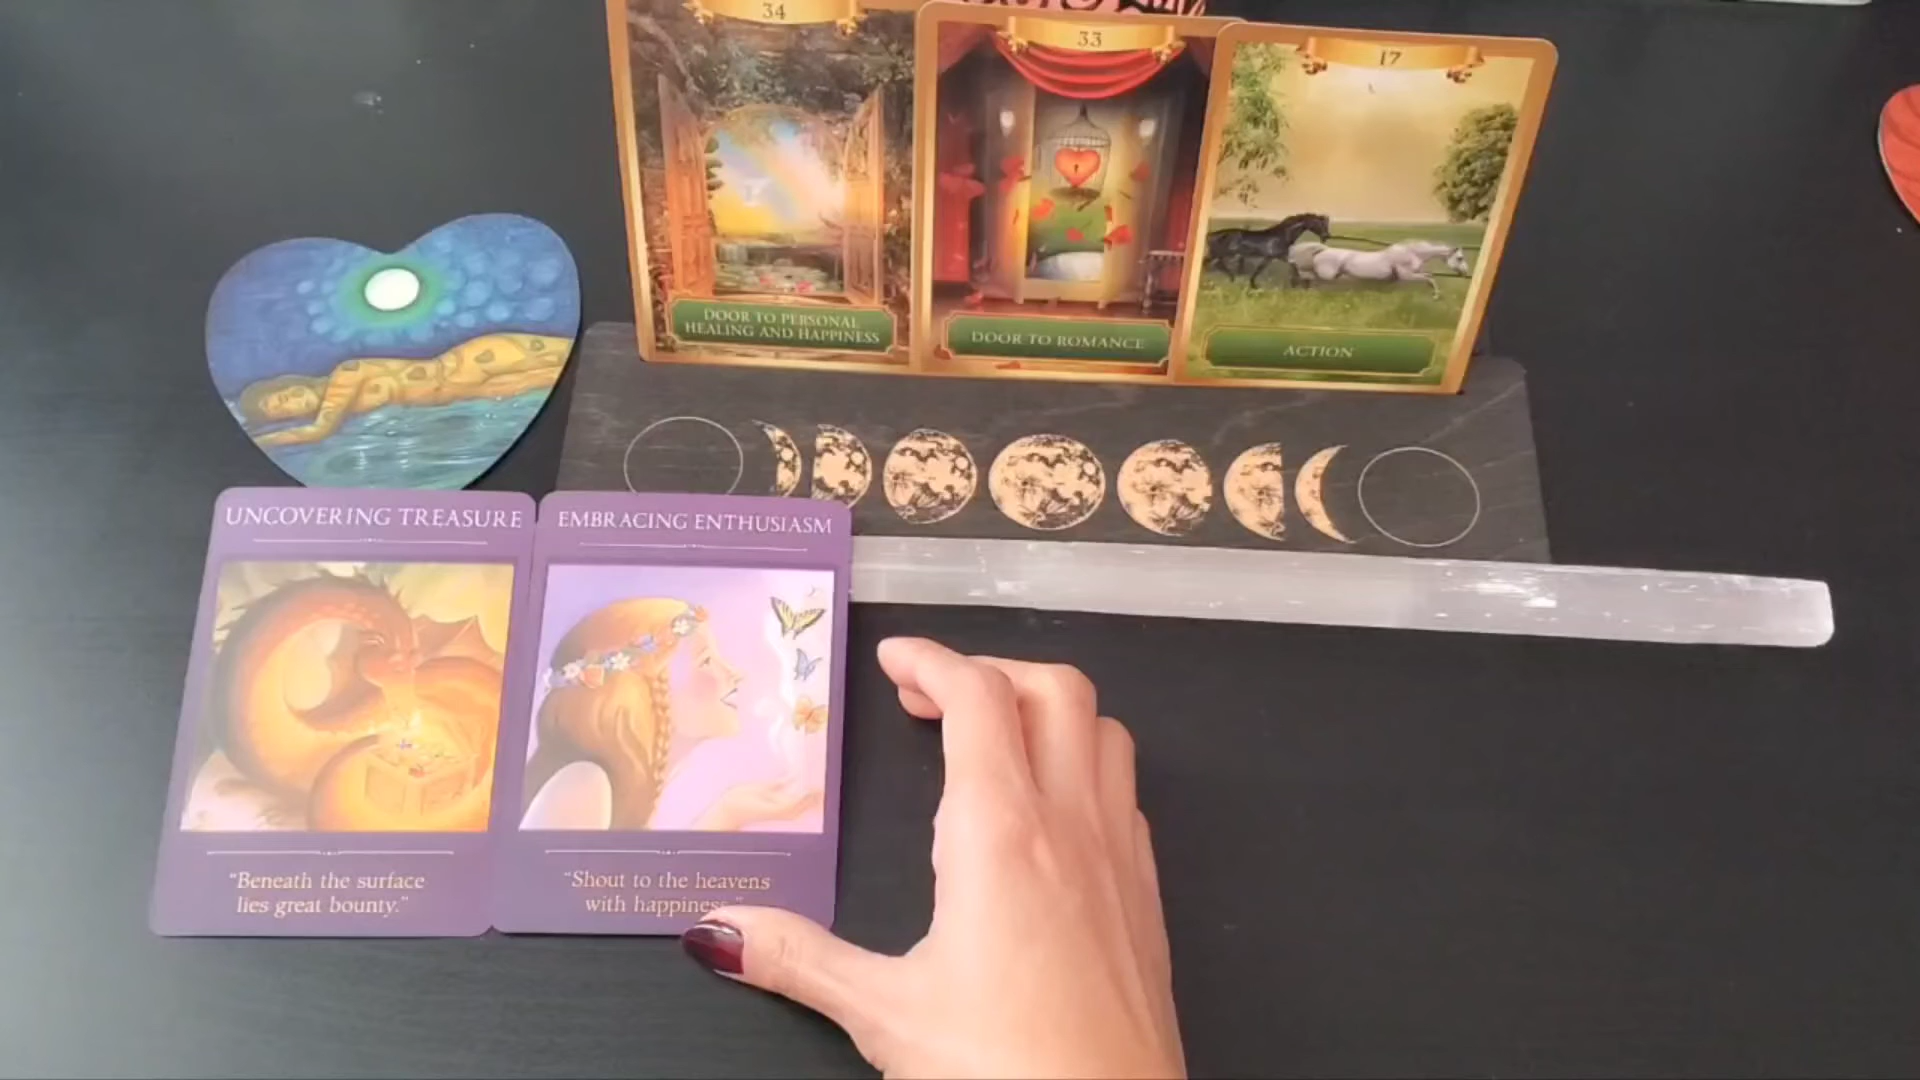 34
DOOR TO PERSONAL
HEALING AND HAPPINESS
33
DOOR TO ROMANCE
17
ACTION
UNCOVERING TREASURE
"Beneath the surface
lies great bounty."
EMBRACING ENTHUSIASM
"Shout to the heavens
with happiness."